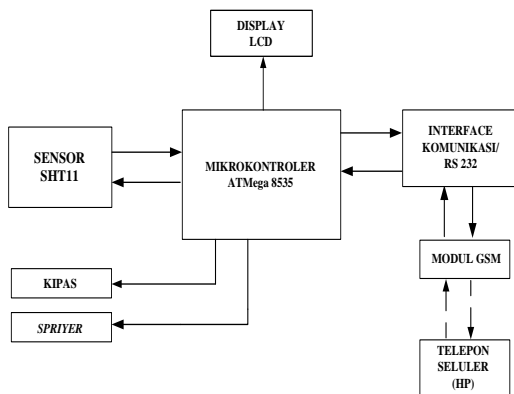 DISPLAY
LCD
SENSOR
SHT11
MIKROKONTROLER
ATMega 8535
INTERFACE
KOMUNIKASI/
RS 232
MODUL GSM
KIPAS
SPRIYER
TELEPON
SELULER
(HP)